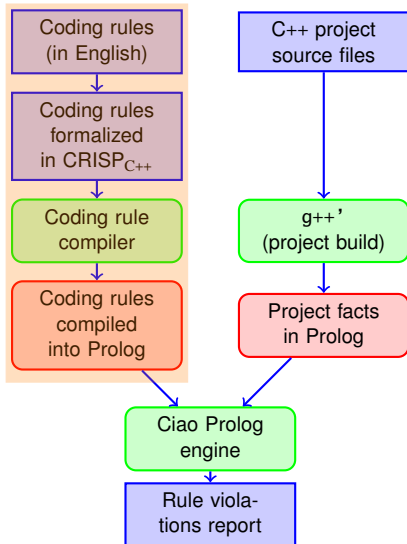 Coding rules
(in English)
C++ project
source files
Coding rules
formalized
in CRISPC++
Coding rule
compiler
g++’
(project build)
Coding rules
compiled
into Prolog
Project facts
in Prolog
Ciao Prolog
engine
Rule viola-
tions report